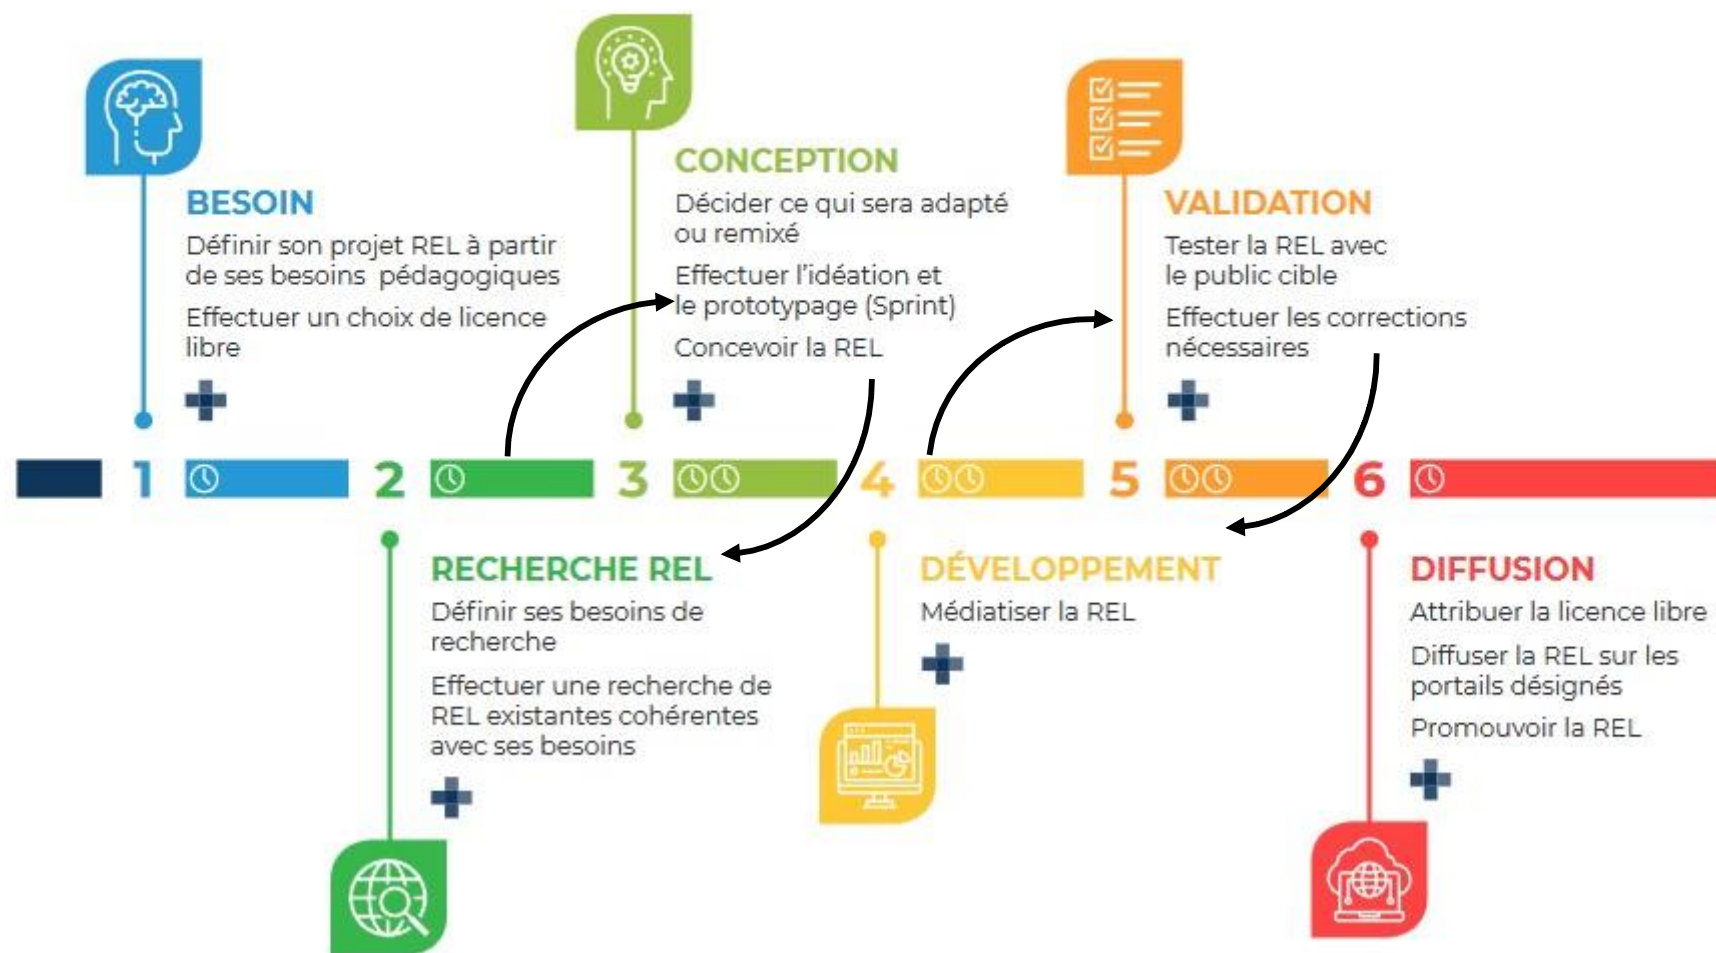 BESOIN
Définir son projet REL à partir
de ses besoins pédagogiques
Effectuer un choix de licence
libre
CONCEPTION
Décider ce qui sera adapté
ou remixé
Effectuer l'idéation et
le prototypage (Sprint)
Concevoir la REL
VALIDATION
Tester la REL avec
le public cible
Effectuer les corrections
nécessaires
1
2
3
4
5
6
RECHERCHE REL
Définir ses besoins de
recherche
Effectuer une recherche de
REL existantes cohérentes
avec ses besoins
DÉVELOPPEMENT
Médiatiser la REL
DIFFUSION
Attribuer la licence libre
Diffuser la REL sur les
portails désignés
Promouvoir la REL